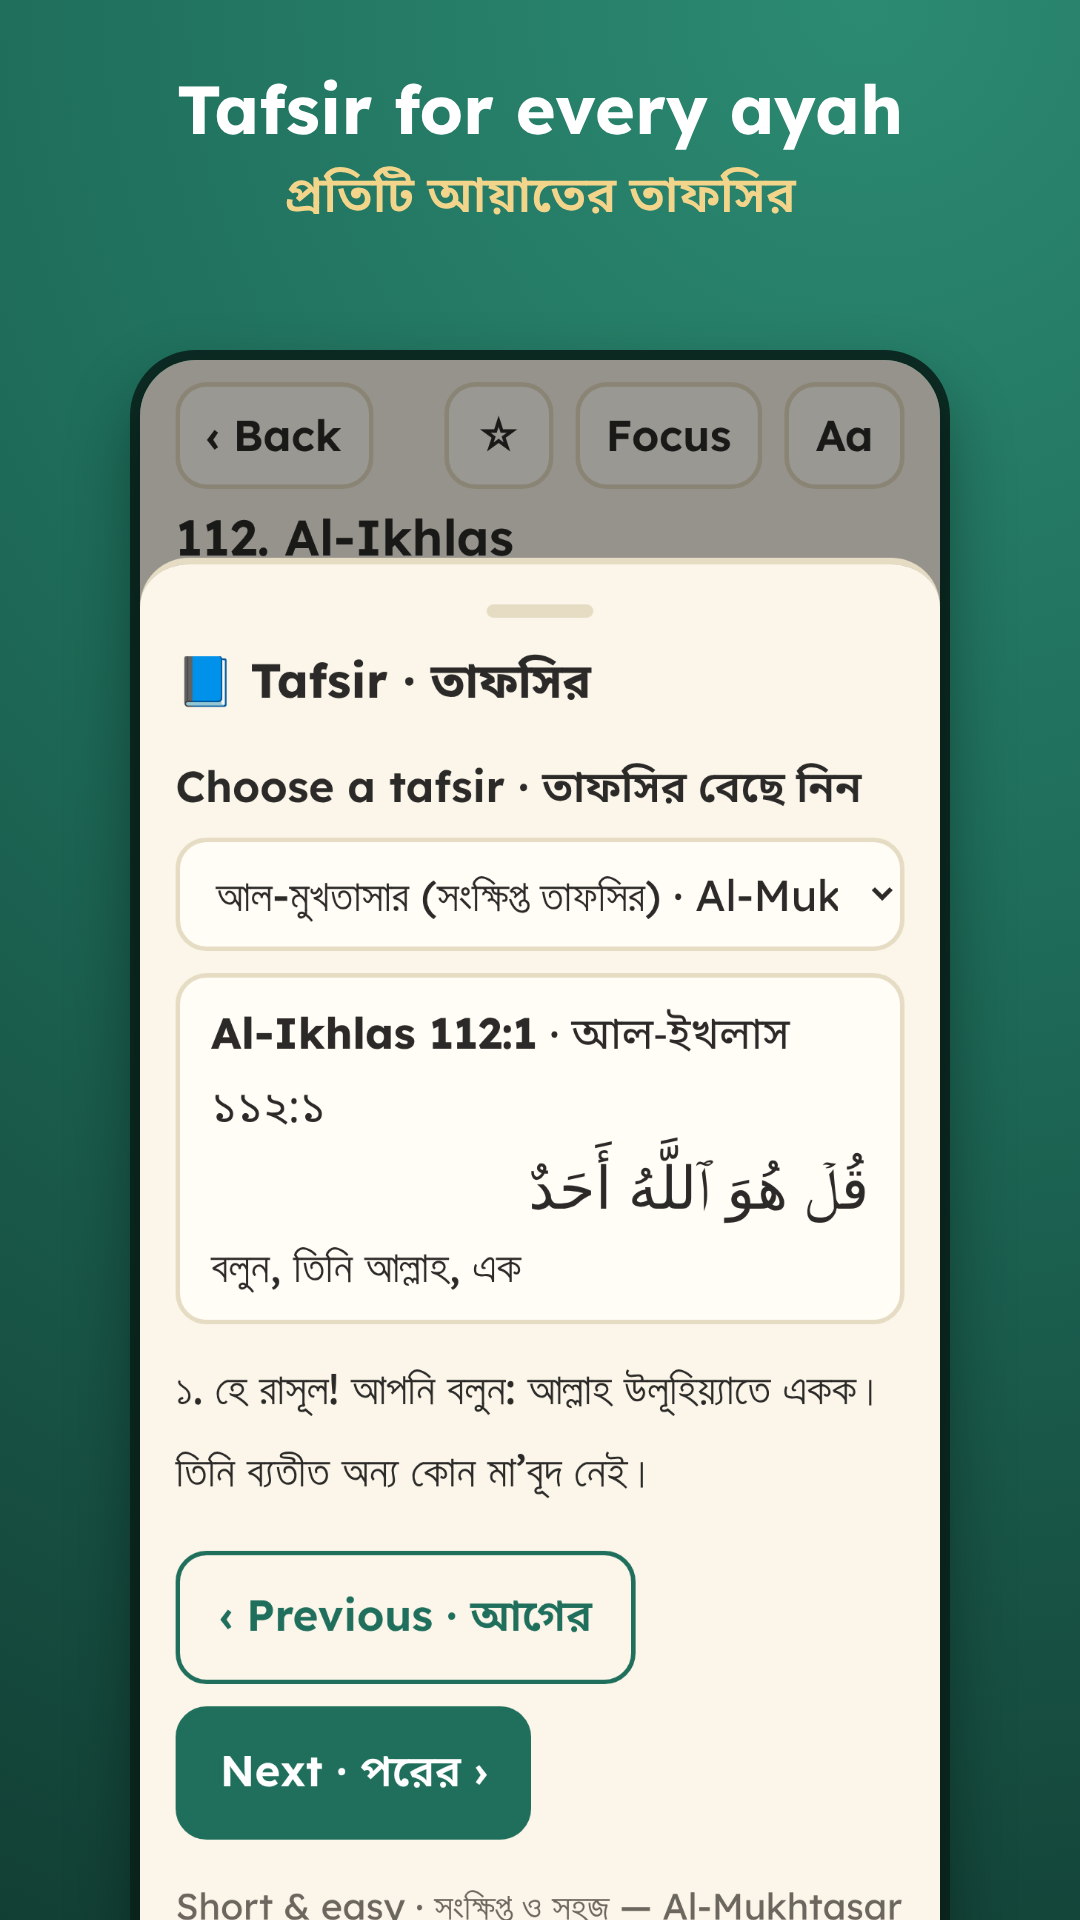 Tafsir for every ayah
প্রতিটি আয়াতের তাফসির
‹ Back ☆ Focus Aa
112. Al-Ikhlas
📘 Tafsir · তাফসির
Choose a tafsir · তাফসির বেছে নিন
আল-মুখতাসার (সংক্ষিপ্ত তাফসির) · Al-Muk
Al-Ikhlas 112:1 · আল-ইখলাস
১১২:১
قُلۡ هُوَ ٱللَّهُ أَحَدٌ
বলুন, তিনি আল্লাহ, এক
১. হে রাসূল! আপনি বলুন: আল্লাহ উলূহিয়্যাতে একক।
তিনি ব্যতীত অন্য কোন মা’বূদ নেই।
‹ Previous · আগের
Next · পরের ›
Short & easy · সংক্ষিপ্ত ও সহজ — Al-Mukhtasar